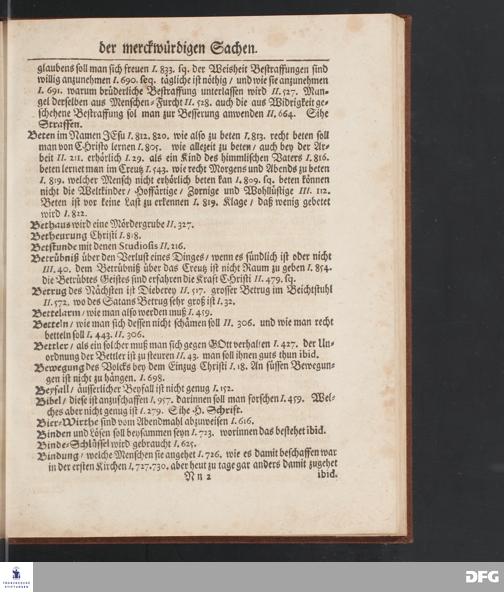 der merckwürdigen Sachen.
glaubens soll man sich freuen I. 833. sq. der Weisheit Bestraffungen sind
willig anzunehmen I. 690. seq. tägliche ist nöthig / und wie sie anzunehmen
I. 691. warum brüderliche Bestraffung unterlassen wird II. 527. Man-
gel derselben aus Menschen-Furcht II. 528. auch die aus Widrigkeit ge-
schehene Bestraffung sol man zur Besserung anwenden II. 664. Sihe
Straffen.
Beten im Namen JEsu I. 812. 820. wie also zu beten I. 813. recht beten soll
man von Christo lernen I. 805. wie allezeit zu beten / auch bey der Ar-
beit II. 211. erhörlich I. 29. als ein Kind des himmlischen Vaters I. 816.
beten lernet man im Creutz I. 543. wie recht Morgens und Abends zu beten
I. 819. welcher Mensch nicht erhörlich beten kan I. 809. sq. beten können
nicht die Weltkinder / Hoffärtige / Zornige und Wohllüstige III. 112.
Beten ist vor keine Last zu erkennen I. 819. Klage / daß wenig gebetet
wird I. 812.
Bethaus wird eine Mördergrube II. 327.
Betheurung Christi I. 818.
Betstunde mit denen Studiosis II. 216.
Betrübniß über den Verlust eines Dinges / wenn es sündlich ist oder nicht
III. 40. dem Betrübniß über das Creutz ist nicht Raum zu geben I. 854.
die Betrübtes Geistes sind erfahren die Kraft Christi II. 479. sq.
Betrug des Nächsten ist Dieberey II. 517. grosser Betrug im Beichtstuhl
II. 572. wo des Satans Betrug sehr groß ist I. 32.
Bettelarm / wie man also werden muß I. 419.
Betteln / wie man sich dessen nicht schämen soll II. 306. und wie man recht
betteln soll I. 443. II. 306.
Bettler / als ein solcher muß man sich gegen GOtt verhalten I. 427. der Un-
ordnung der Bettler ist zu steuren II. 43. man soll ihnen guts thun ibid.
Bewegung des Volcks bey dem Einzug Christi I. 18. An süssen Bewegun-
gen ist nicht zu hängen. I. 698.
Beyfall / äusserlicher Beyfall ist nicht genug I. 152.
Bibel / diese ist anzuschaffen I. 957. darinnen soll man forschen I. 459. Wel-
ches aber nicht genug ist I. 279. Sihe H. Schrift.
Bier-Wirthe sind vom Abendmahl abzuweisen I. 616.
Binden und Lösen soll beysammen seyn I. 723. worinnen das bestehet ibid.
Binde-Schlüssel wird gebraucht I. 625.
Bindung / welche Menschen sie angehet I. 726. wie es damit beschaffen war
in der ersten Kirchen I. 727. 730. aber heut zu tage gar anders damit zugehet
Nn 2 ibid.
FRANCKESCHE
STIFTUNGEN
DFG